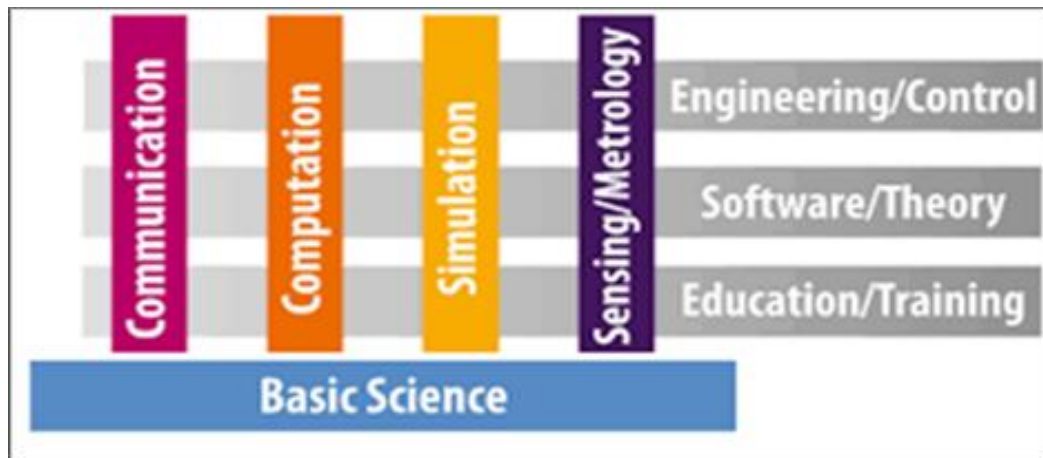 Communication
Computation
Simulation
Sensing/Metrology
Engineering/Control
Software/Theory
Education/Training
Basic Science